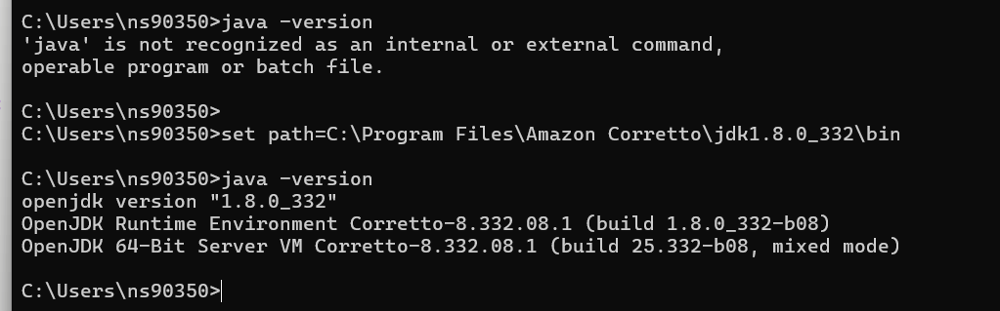 C:\Users\ns90350>java -version
'java' is not recognized as an internal or external command,
operable program or batch file.
C:\Users\ns90350>
C:\Users\ns90350>set path=C:\Program Files\Amazon Corretto\jdk1.8.0_332\bin
C:\Users\ns90350>java -version
openjdk version "1.8.0_332"
OpenJDK Runtime Environment Corretto-8.332.08.1 (build 1.8.0_332-b08)
OpenJDK 64-Bit Server VM Corretto-8.332.08.1 (build 25.332-b08, mixed mode)
C:\Users\ns90350>